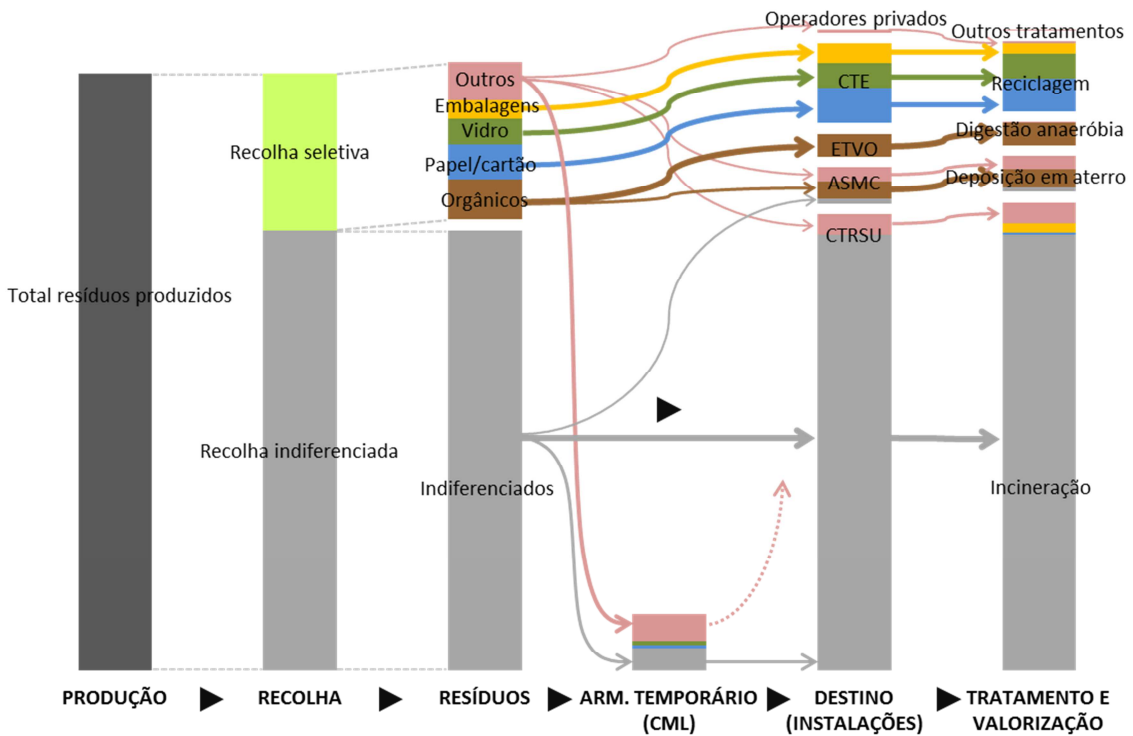 Operadores privados
Outros tratamentos
Outros
Embalagens
CTE
Reciclagem
Vidro
Digestão anaeróbia
Recolha seletiva
Papel/cartão
ETVO
Deposição em aterro
Orgânicos
ASMC
CTRSU
Total resíduos produzidos
Recolha indiferenciada
Indiferenciados
Incineração
PRODUÇÃO
RECOLHA
RESÍDUOS
ARM. TEMPORÁRIO
(CML)
DESTINO
(INSTALAÇÕES)
TRATAMENTO E
VALORIZAÇÃO